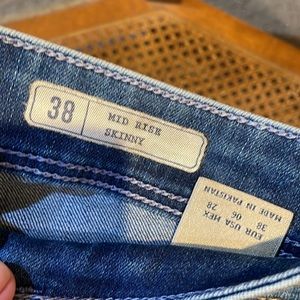 38
MID RISE
SKINNY
EUR USA MEX
38 06 28
MADE IN PAKISTAN